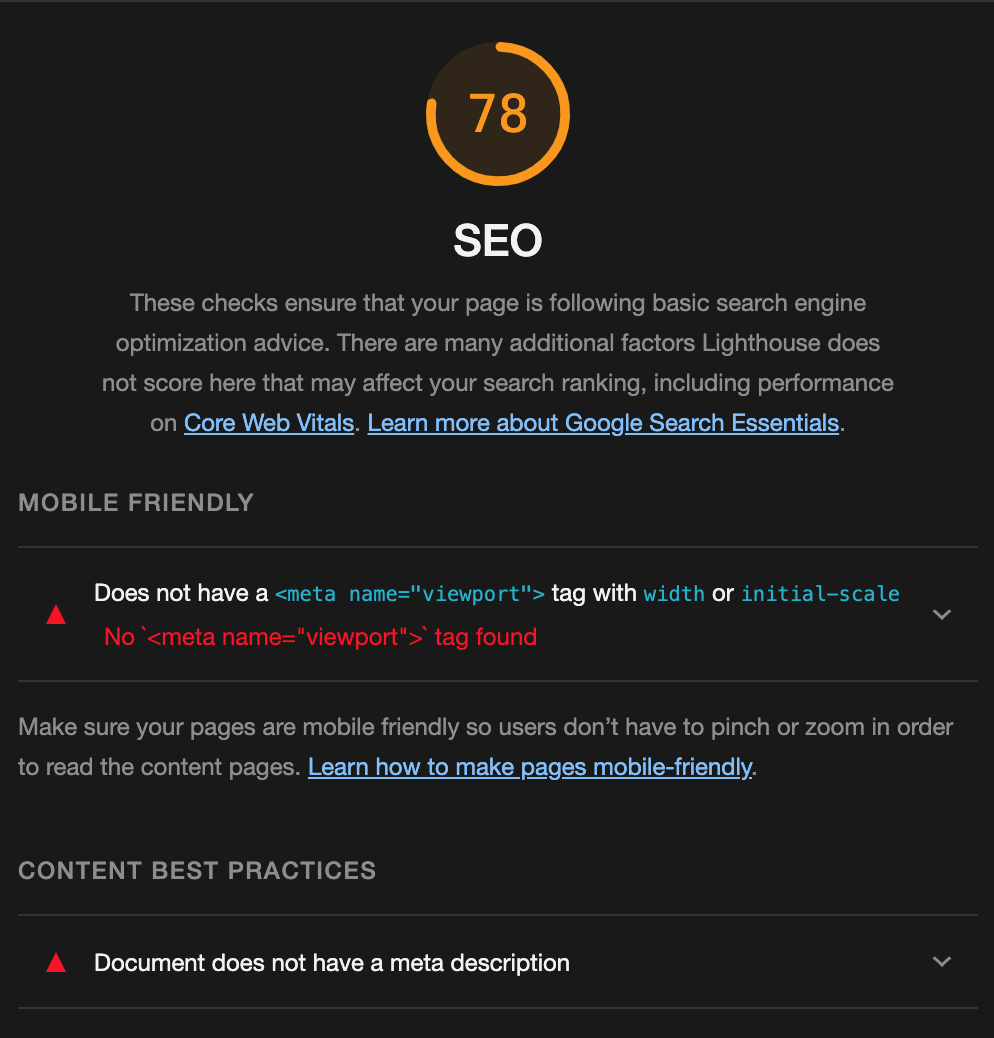 78
SEO
These checks ensure that your page is following basic search engine
optimization advice. There are many additional factors Lighthouse does
not score here that may affect your search ranking, including performance
on Core Web Vitals. Learn more about Google Search Essentials.
MOBILE FRIENDLY
Does not have a <meta name="viewport"> tag with width or initial-scale
No `<meta name="viewport">` tag found
Make sure your pages are mobile friendly so users don’t have to pinch or zoom in order
to read the content pages. Learn how to make pages mobile-friendly.
CONTENT BEST PRACTICES
Document does not have a meta description